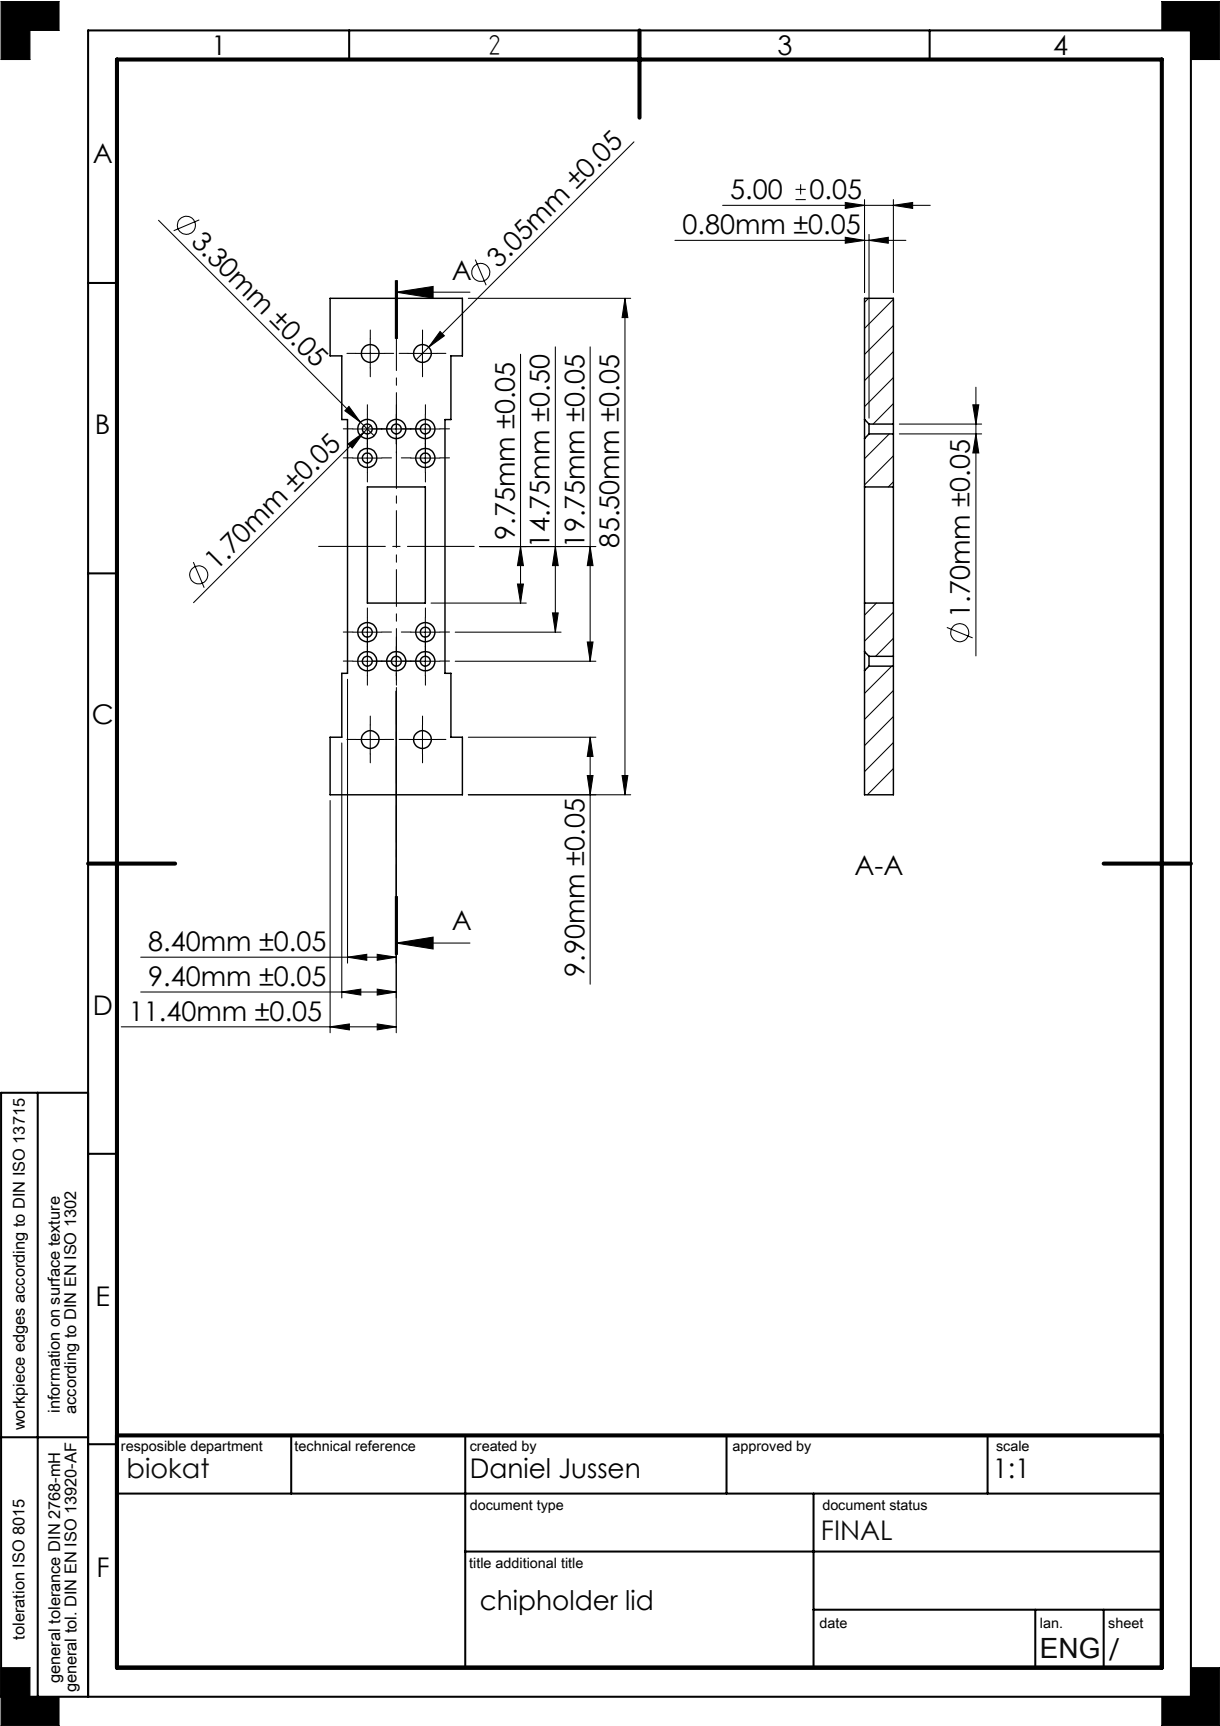 1 2 3 4
A
B
C
D
E
F
⌀3.30mm ±0.05
⌀3.05mm ±0.05
⌀1.70mm ±0.05
A
9.75mm ±0.05
14.75mm ±0.50
19.75mm ±0.05
85.50mm ±0.05
9.90mm ±0.05
A
8.40mm ±0.05
9.40mm ±0.05
11.40mm ±0.05
5.00 ±0.05
0.80mm ±0.05
⌀1.70mm ±0.05
A-A
workpiece edges according to DIN ISO 13715
information on surface texture
according to DIN EN ISO 1302
toleration ISO 8015
general tolerance DIN 2768-mH
general tol. DIN EN ISO 13920-AF
resposible department
biokat
technical reference
created by
Daniel Jussen
approved by
scale
1:1
document type
document status
FINAL
title additional title
chipholder lid
date
lan.
ENG
sheet
/